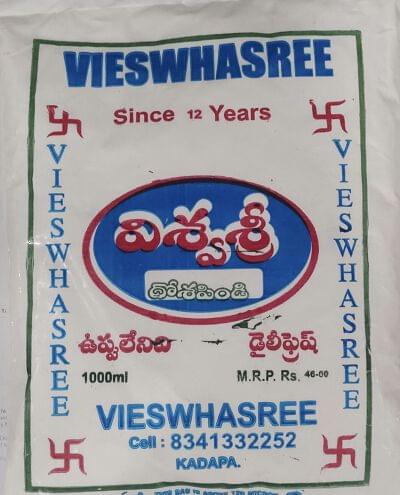 VIESWHASREE
Since 12 Years
VIESWHASREE
VIESWHASREE
విశ్వశ్రీ
దోశపిండి
ఉప్పులేనిది డైలీఫ్రెష్
1000ml M.R.P. Rs. 46-00
VIESWHASREE
Cell : 8341332252
KADAPA.